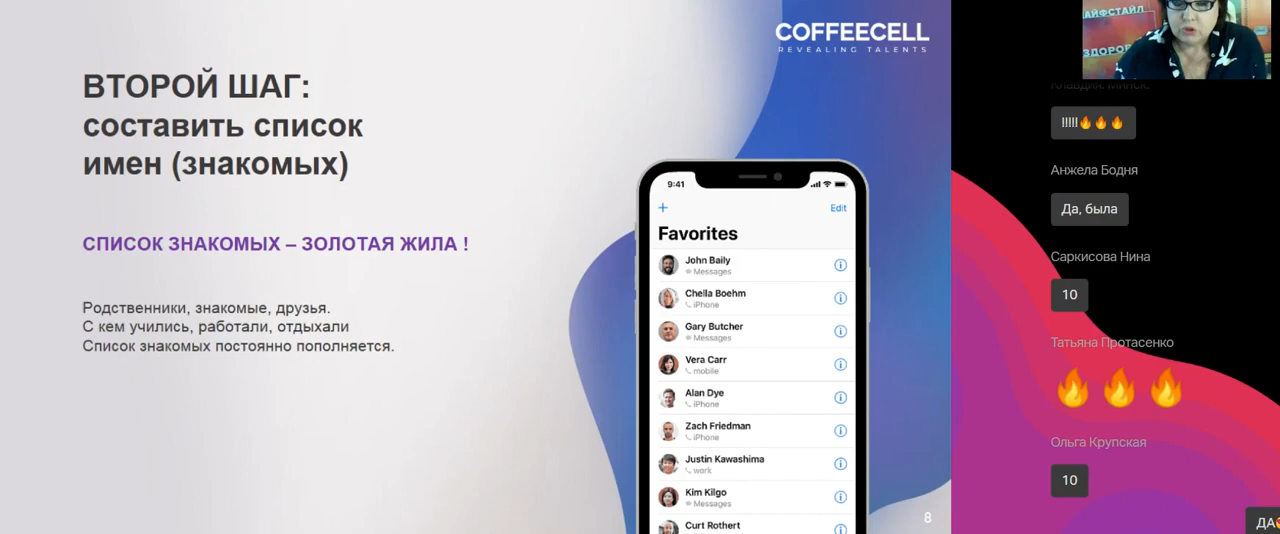 COFFEECELL
REVEALING TALENTS
ВТОРОЙ ШАГ:
составить список
имен (знакомых)
СПИСОК ЗНАКОМЫХ – ЗОЛОТАЯ ЖИЛА !
Родственники, знакомые, друзья.
С кем учились, работали, отдыхали
Список знакомых постоянно пополняется.
9:41
+
Edit
Favorites
John Baily
Messages
Chella Boehm
iPhone
Gary Butcher
Messages
Vera Carr
mobile
Alan Dye
iPhone
Zach Friedman
iPhone
Justin Kawashima
work
Kim Kilgo
Messages
Curt Rothert
8
АЙФСТАЙЛ
ЗДОРОВ
!!!!!🔥🔥🔥
Анжела Бодня
Да, была
Саркисова Нина
10
Татьяна Протасенко
🔥🔥🔥
Ольга Крупская
10
ДА